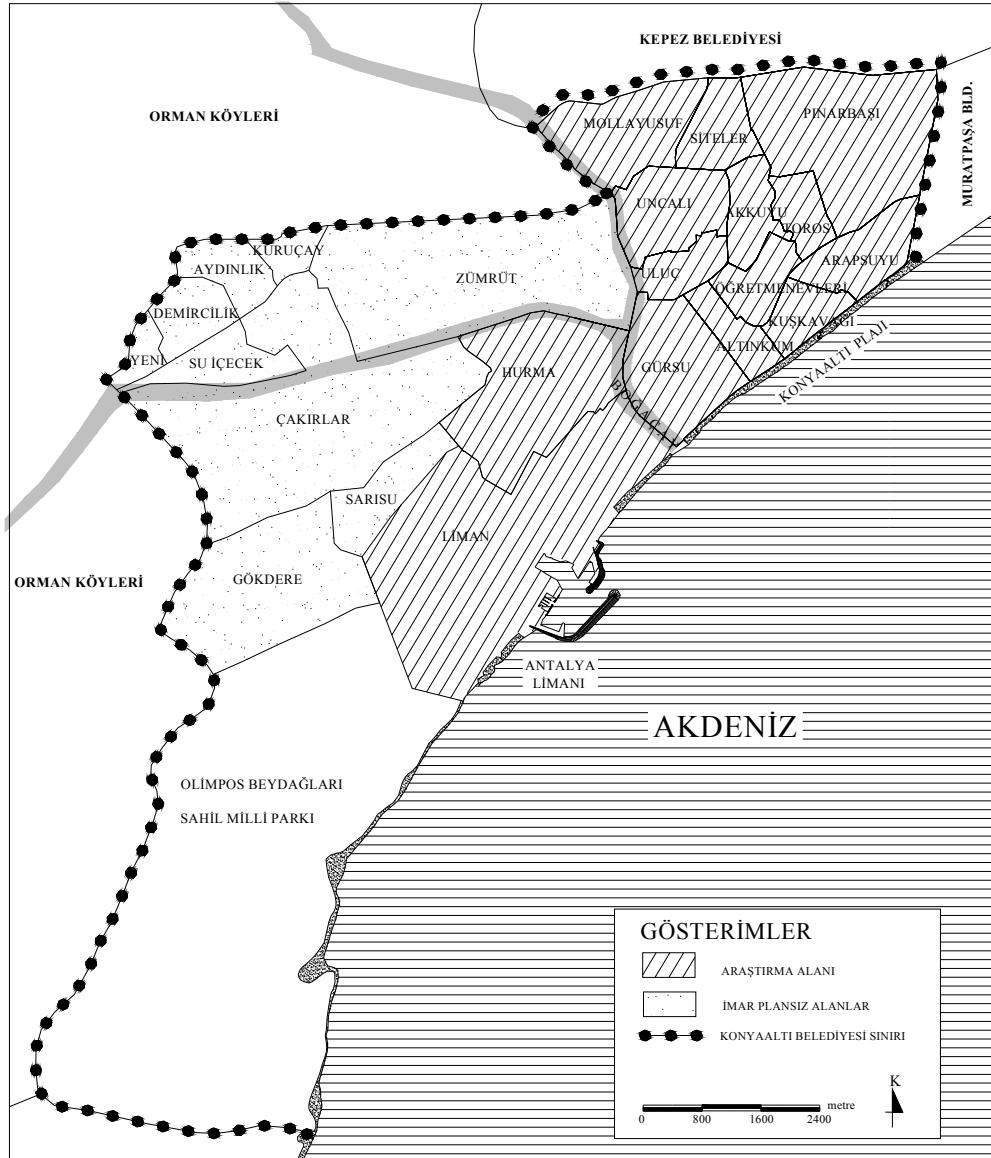 KEPEZ BELEDİYESİ
ORMAN KÖYLERİ
MURATPAŞA BLD.
MOLLAYUSUF
SİTELER
PINARBAŞI
UNCALI
AKKUYU
TOROS
ARAPSUYU
KURUÇAY
AYDINLIK
ZÜMRÜT
ULUÇ
ÖĞRETMENEVLERİ
DEMİRCİLİK
KUŞKAVAĞI
ALTINKUM
YENİ
SU İÇECEK
HURMA
GÜRSU
KONYAALTI PLAJI
ÇAKIRLAR
SARISU
LİMAN
ORMAN KÖYLERİ
GÖKDERE
ANTALYA
LİMANI
AKDENİZ
OLİMPOS BEYDAĞLARI
SAHİL MİLLİ PARKI
GÖSTERİMLER
ARAŞTIRMA ALANI
İMAR PLANSIZ ALANLAR
KONYAALTI BELEDİYESİ SINIRI
K
metre
0 800 1600 2400